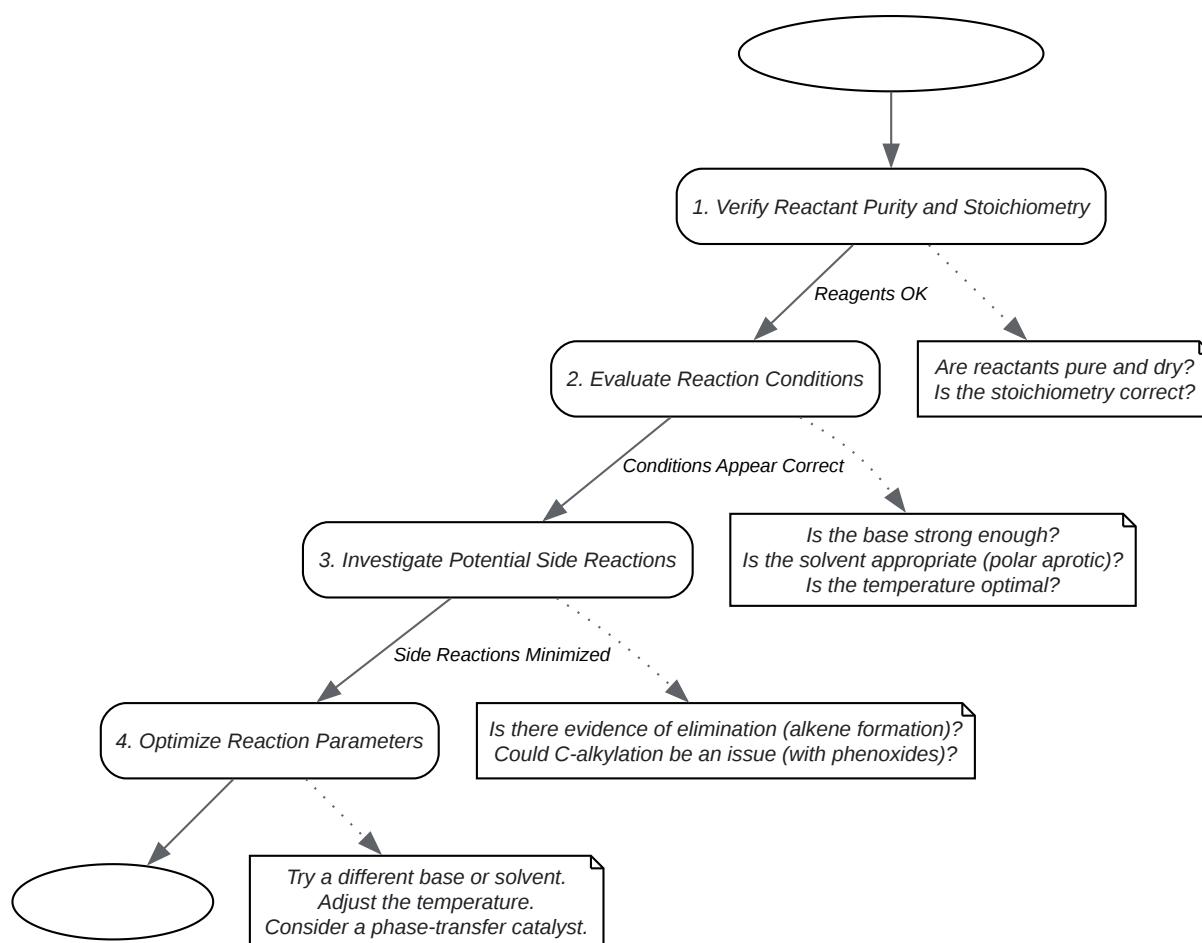 1. Verify Reactant Purity and Stoichiometry
Reagents OK
Are reactants pure and dry?
Is the stoichiometry correct?
2. Evaluate Reaction Conditions
Conditions Appear Correct
Is the base strong enough?
Is the solvent appropriate (polar aprotic)?
Is the temperature optimal?
3. Investigate Potential Side Reactions
Side Reactions Minimized
Is there evidence of elimination (alkene formation)?
Could C-alkylation be an issue (with phenoxides)?
4. Optimize Reaction Parameters
Try a different base or solvent.
Adjust the temperature.
Consider a phase-transfer catalyst.